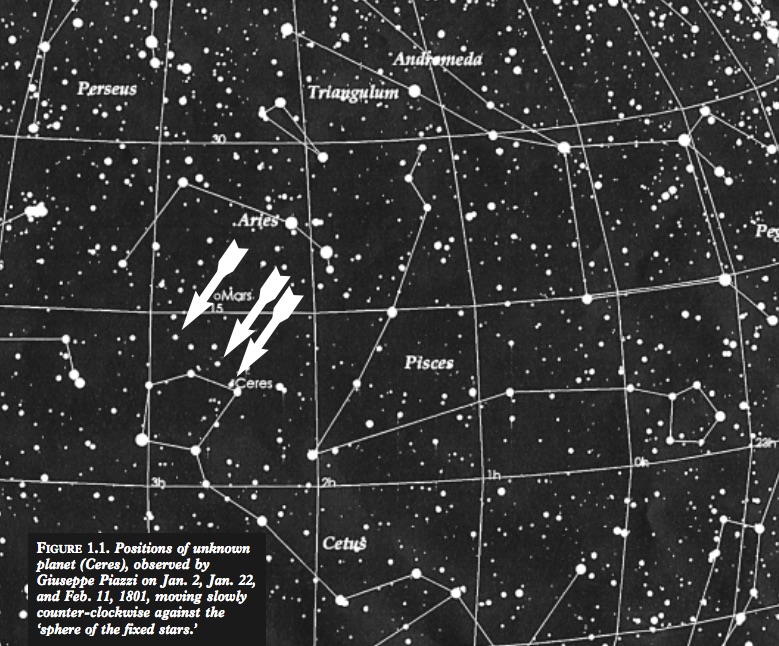 Andromeda
Perseus
Triangulum
30
Aries
Mars
15
Pisces
Ceres
23h
0h
1h
2h
3h
Cetus
FIGURE 1.1. Positions of unknown
planet (Ceres), observed by
Giuseppe Piazzi on Jan. 2, Jan. 22,
and Feb. 11, 1801, moving slowly
counter-clockwise against the
‘sphere of the fixed stars.’